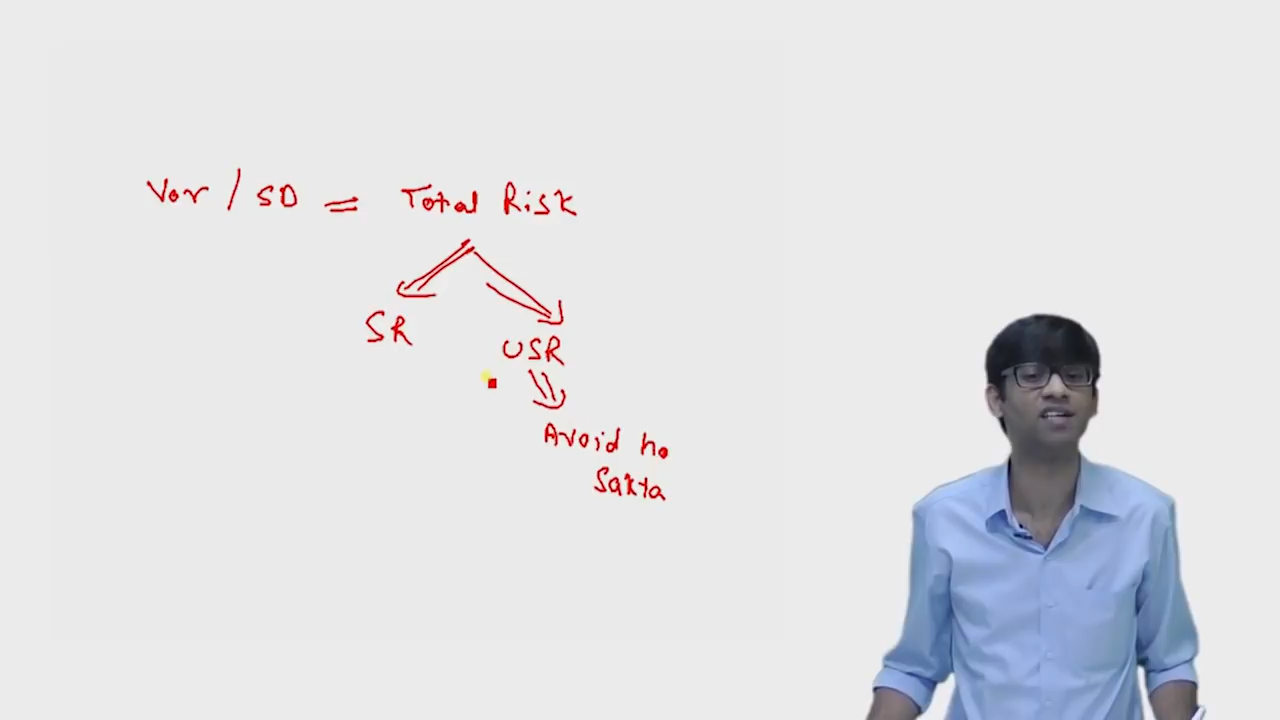 Var / SD = Total Risk
SR
USR
Avoid ho
Sakta